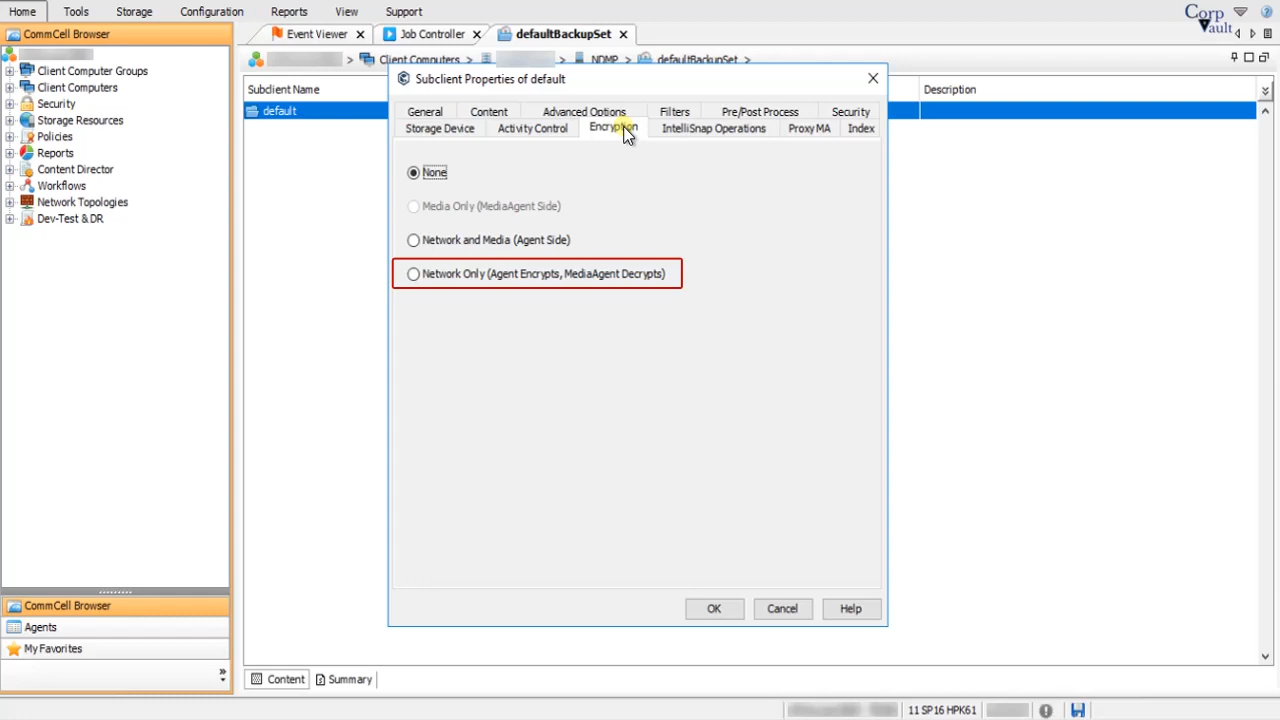 Home Tools Storage Configuration Reports View Support
Corp Vault
CommCell Browser
Event Viewer Job Controller defaultBackupSet
> Client Computers > > NDMP > defaultBackupSet >
Client Computer Groups
Client Computers
Security
Storage Resources
Policies
Reports
Content Director
Workflows
Network Topologies
Dev-Test & DR
Subclient Name
Description
default
Subclient Properties of default
General Content Advanced Options Filters Pre/Post Process Security
Storage Device Activity Control Encryption IntelliSnap Operations Proxy MA Index
None
Media Only (MediaAgent Side)
Network and Media (Agent Side)
Network Only (Agent Encrypts, MediaAgent Decrypts)
OK Cancel Help
CommCell Browser
Agents
My Favorites
Content Summary
11 SP16 HPK61